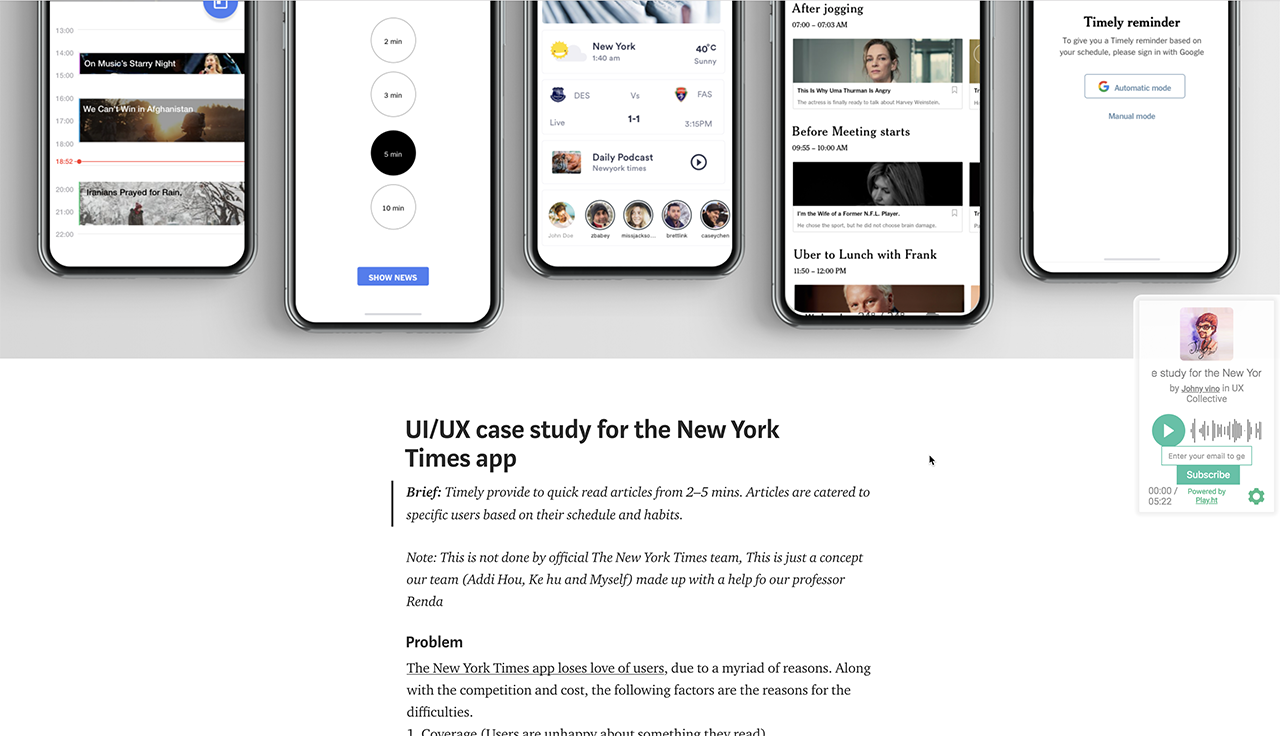 13:00
14:00
On Music's Starry Night
15:00
16:00
We Can't Win in Afghanistan
17:00
18:00
18:52
20:00
Iranians Prayed for Rain,
21:00
22:00
2 min
3 min
5 min
10 min
SHOW NEWS
New York
1:40 am
40°C
Sunny
DES
Vs
FAS
Live
1-1
3:15PM
Daily Podcast
Newyork times
John Doe
zbabey
missjackao...
brettlink
caseychen
After jogging
07:00 – 07:03 AM
This Is Why Uma Thurman Is Angry
The actress is finally ready to talk about Harvey Weinstein.
Before Meeting starts
09:55 – 10:00 AM
I'm the Wife of a Former N.F.L. Player.
He chose the sport, but he did not choose brain damage.
Uber to Lunch with Frank
11:50 – 12:00 PM
Timely reminder
To give you a Timely reminder based on
your schedule, please sign in with Google
Automatic mode
Manual mode
e study for the New Yor
by Johny vino in UX
Collective
Enter your email to ge
Subscribe
00:00 /
05:22
Powered by
Play.ht
UI/UX case study for the New York
Times app
Brief: Timely provide to quick read articles from 2–5 mins. Articles are catered to
specific users based on their schedule and habits.
Note: This is not done by official The New York Times team, This is just a concept
our team (Addi Hou, Ke hu and Myself) made up with a help fo our professor
Renda
Problem
The New York Times app loses love of users, due to a myriad of reasons. Along
with the competition and cost, the following factors are the reasons for the
difficulties.
1. Coverage (Users are unhappy about something they read)